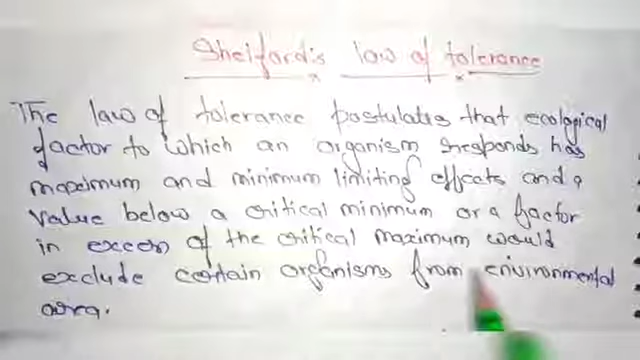 Shelford's law of tolerance
The law of tolerance postulates that ecological
factor to which an organism responds has
maximum and minimum limiting effects and a
value below a critical minimum or a factor
in excess of the critical maximum would
exclude certain organisms from environmental
area.